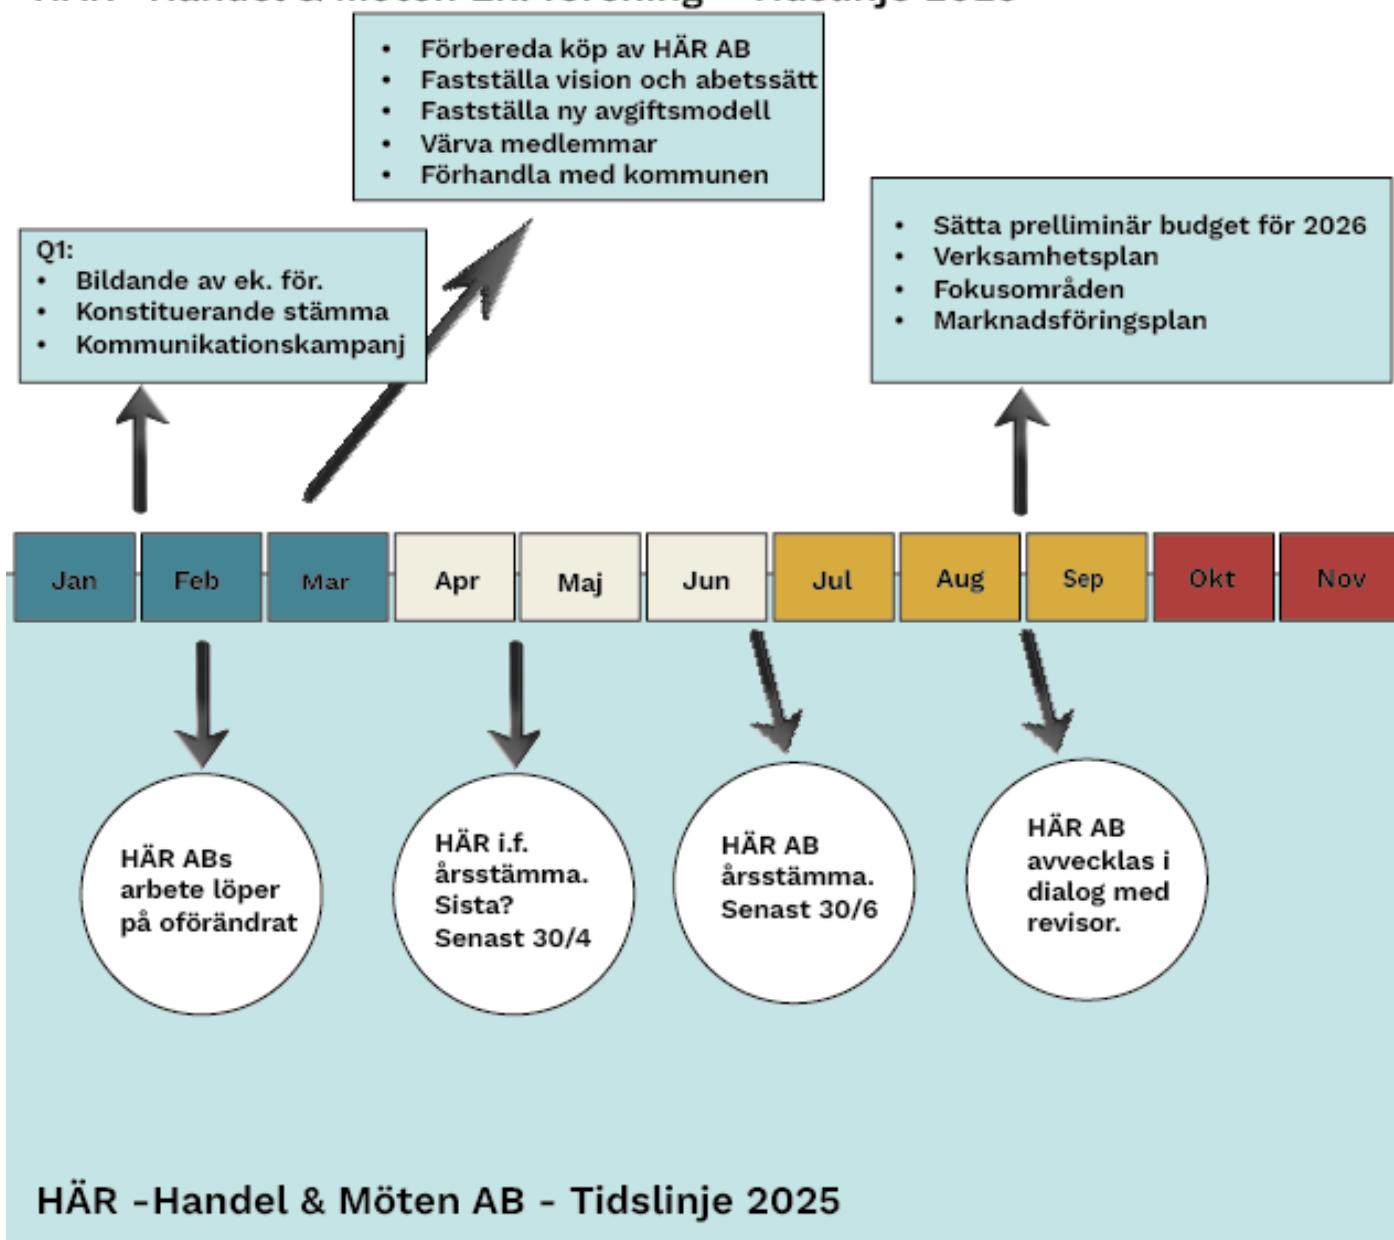 • Förbereda köp av HÄR AB
• Fastställa vision och abetssätt
• Fastställa ny avgiftsmodell
• Värva medlemmar
• Förhandla med kommunen
Q1:
• Bildande av ek. för.
• Konstituerande stämma
• Kommunikationskampanj
• Sätta prelliminär budget för 2026
• Verksamhetsplan
• Fokusområden
• Marknadsföringsplan
Jan Feb Mar Apr Maj Jun Jul Aug Sep Okt Nov
HÄR ABs
arbete löper
på oförändrat
HÄR i.f.
årsstämma.
Sista?
Senast 30/4
HÄR AB
årsstämma.
Senast 30/6
HÄR AB
avvecklas i
dialog med
revisor.
HÄR -Handel & Möten AB - Tidslinje 2025